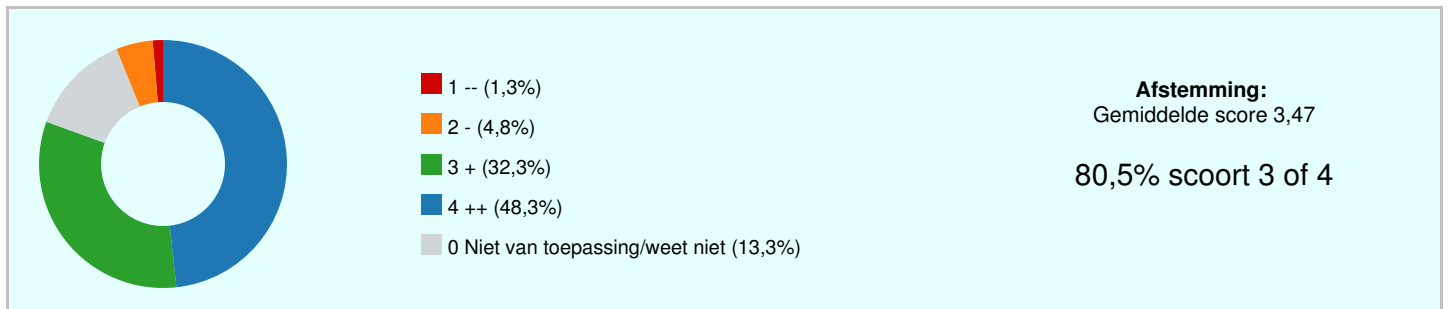 1 -- (1,3%)
2 - (4,8%)
3 + (32,3%)
4 ++ (48,3%)
0 Niet van toepassing/weet niet (13,3%)
Afstemming:
Gemiddelde score 3,47
80,5% scoort 3 of 4